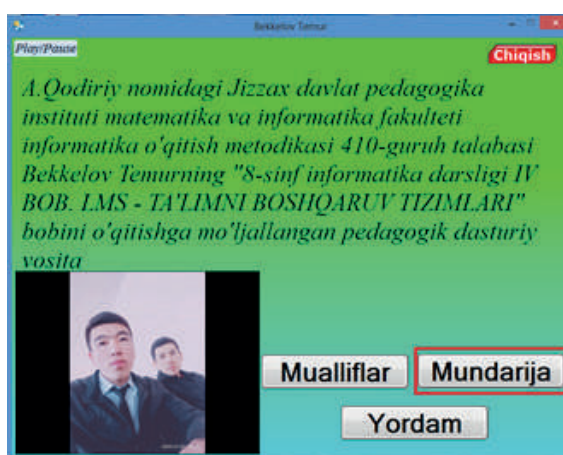 Bekkelov Temur
Play/Pause
Chiqish
A.Qodiriy nomidagi Jizzax davlat pedagogika
instituti matematika va informatika fakulteti
informatika o'qitish metodikasi 410-guruh talabasi
Bekkelov Temurning "8-sinf informatika darsligi IV
BOB. LMS - TA'LIMNI BOSHQARUV TIZIMLARI"
bobini o'qitishga mo'ljallangan pedagogik dasturiy
vosita
Mualliflar
Mundarija
Yordam